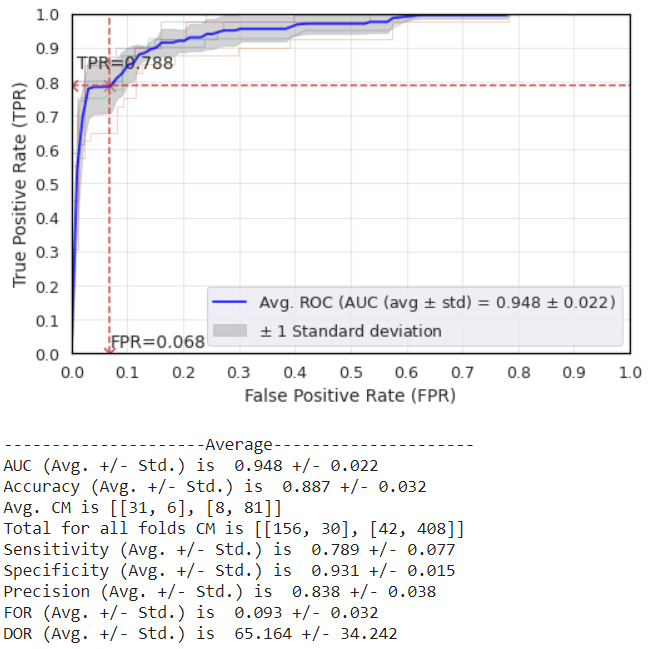 1.0
0.9
0.8
0.7
0.6
0.5
0.4
0.3
0.2
0.1
0.0
True Positive Rate (TPR)
TPR=0.788
FPR=0.068
Avg. ROC (AUC (avg ± std) = 0.948 ± 0.022)
± 1 Standard deviation
0.0 0.1 0.2 0.3 0.4 0.5 0.6 0.7 0.8 0.9 1.0
False Positive Rate (FPR)
---------------------Average---------------------
AUC (Avg. +/- Std.) is  0.948 +/- 0.022
Accuracy (Avg. +/- Std.) is  0.887 +/- 0.032
Avg. CM is [[31, 6], [8, 81]]
Total for all folds CM is [[156, 30], [42, 408]]
Sensitivity (Avg. +/- Std.) is  0.789 +/- 0.077
Specificity (Avg. +/- Std.) is  0.931 +/- 0.015
Precision (Avg. +/- Std.) is  0.838 +/- 0.038
FOR (Avg. +/- Std.) is  0.093 +/- 0.032
DOR (Avg. +/- Std.) is  65.164 +/- 34.242